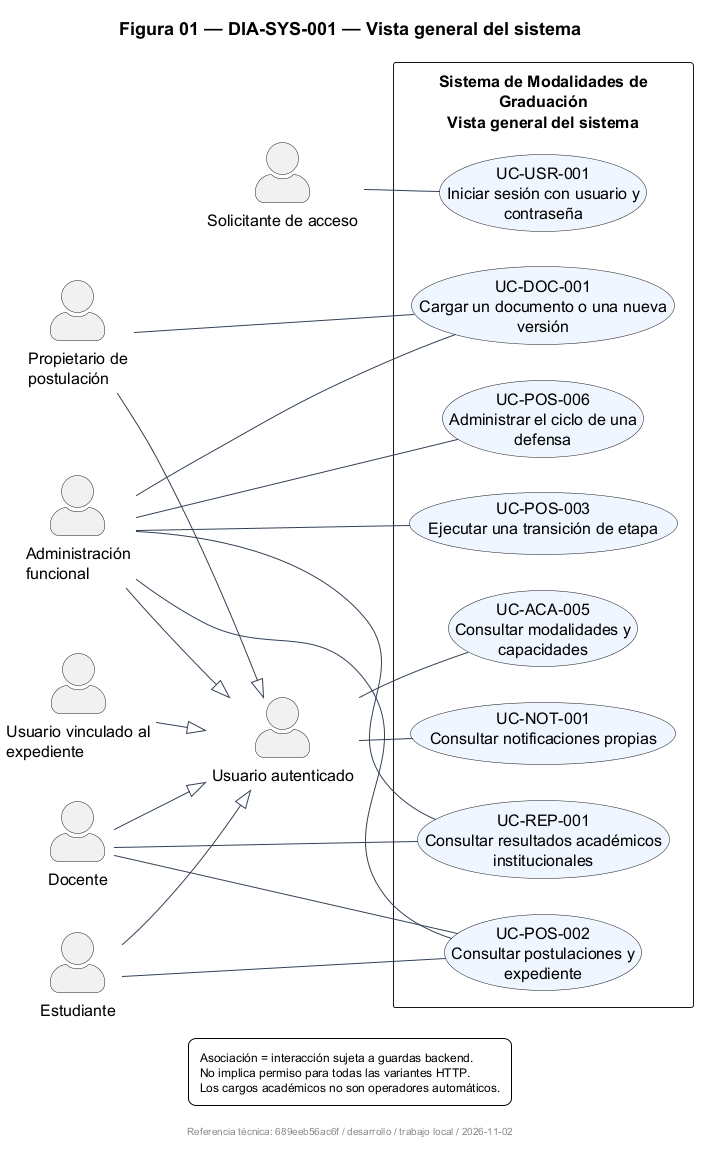 Figura 01 — DIA-SYS-001 — Vista general del sistema
Sistema de Modalidades de
Graduación
Vista general del sistema
UC-USR-001
Iniciar sesión con usuario y
contraseña
Solicitante de acceso
UC-DOC-001
Cargar un documento o una nueva
versión
Propietario de
postulación
UC-POS-006
Administrar el ciclo de una
defensa
UC-POS-003
Ejecutar una transición de etapa
Administración
funcional
UC-ACA-005
Consultar modalidades y
capacidades
Usuario vinculado al
expediente
UC-NOT-001
Consultar notificaciones propias
Usuario autenticado
UC-REP-001
Consultar resultados académicos
institucionales
Docente
UC-POS-002
Consultar postulaciones y
expediente
Estudiante
Asociación = interacción sujeta a guardas backend.
No implica permiso para todas las variantes HTTP.
Los cargos académicos no son operadores automáticos.
Referencia técnica: 689eeb56ac6f / desarrollo / trabajo local / 2026-11-02